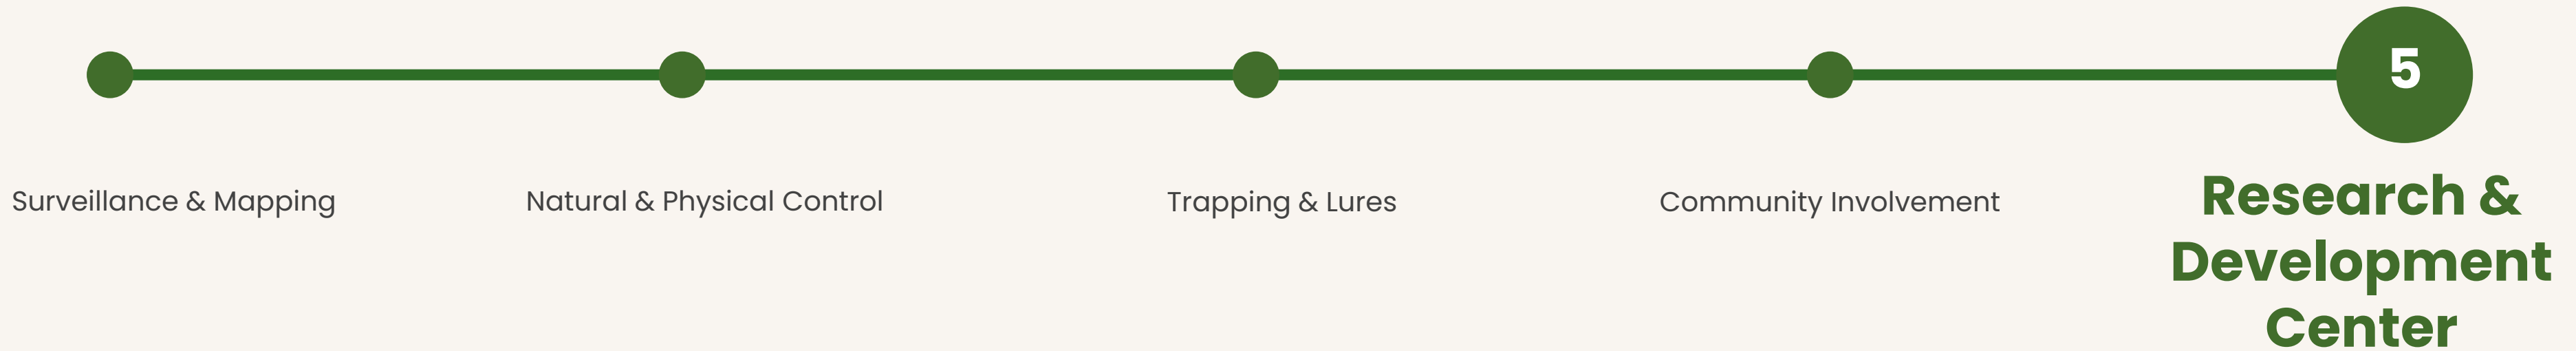 5
Surveillance & Mapping
Natural & Physical Control
Trapping & Lures
Community Involvement
Research &
Development
Center